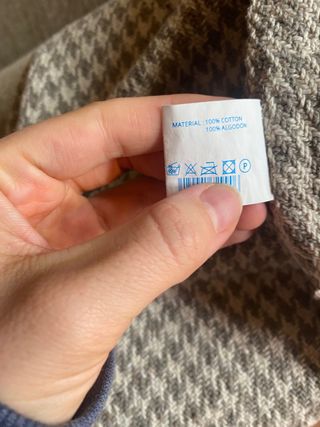 MATERIAL : 100% COTTON
100% ALGODON
P